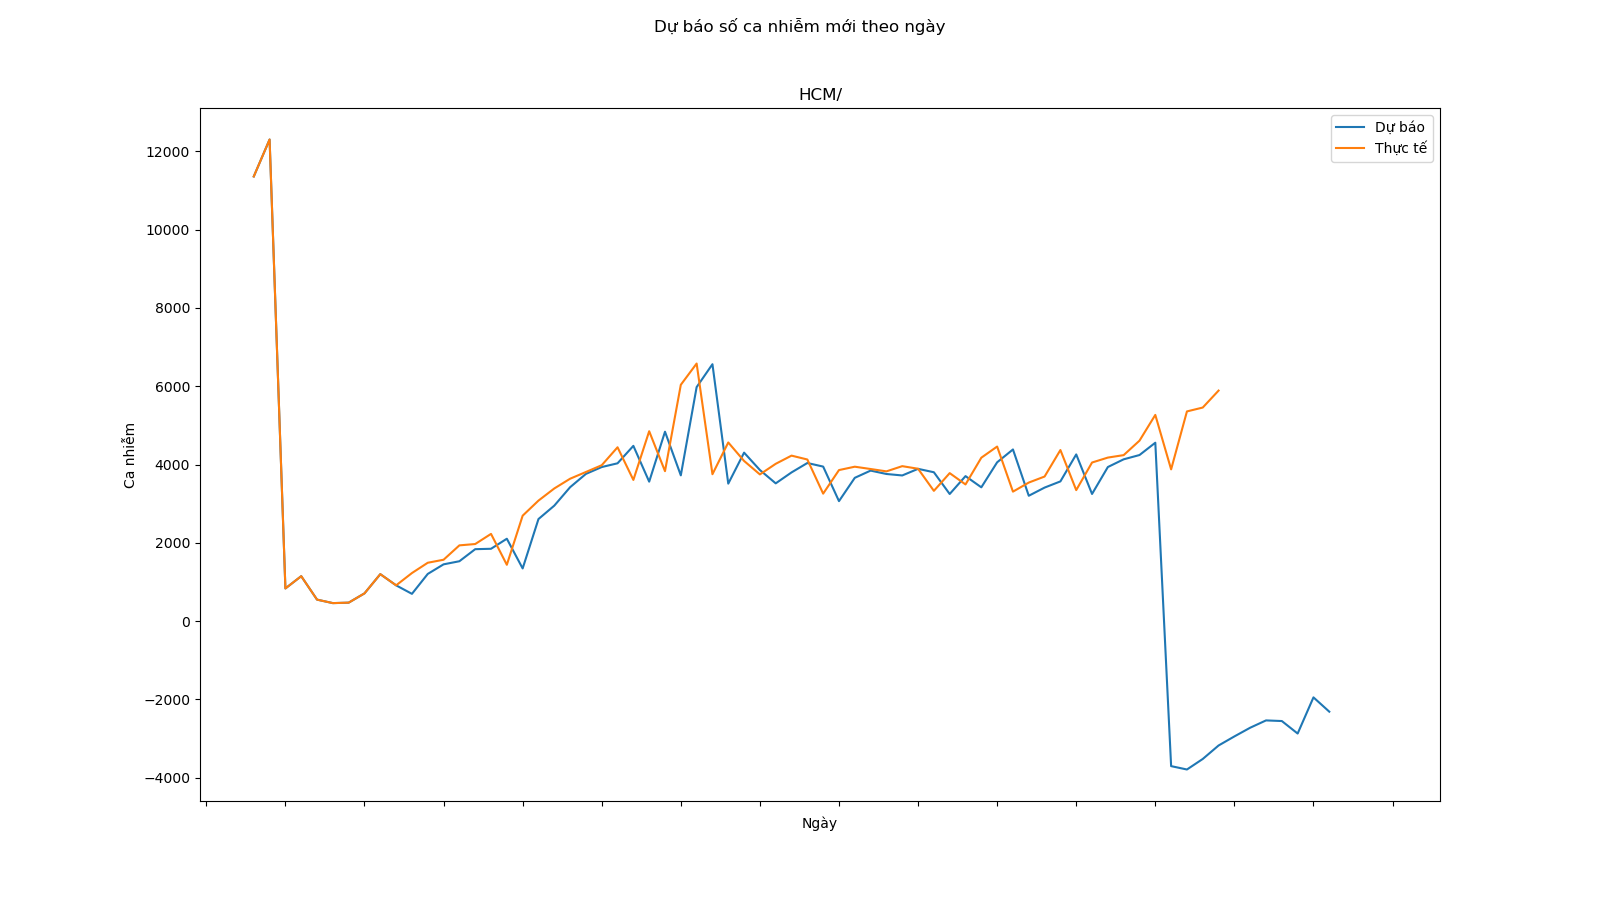 Dự báo số ca nhiễm mới theo ngày
HCM/
Dự báo
Thực tế
12000
10000
8000
6000
4000
2000
0
−2000
−4000
Ca nhiễm
Ngày